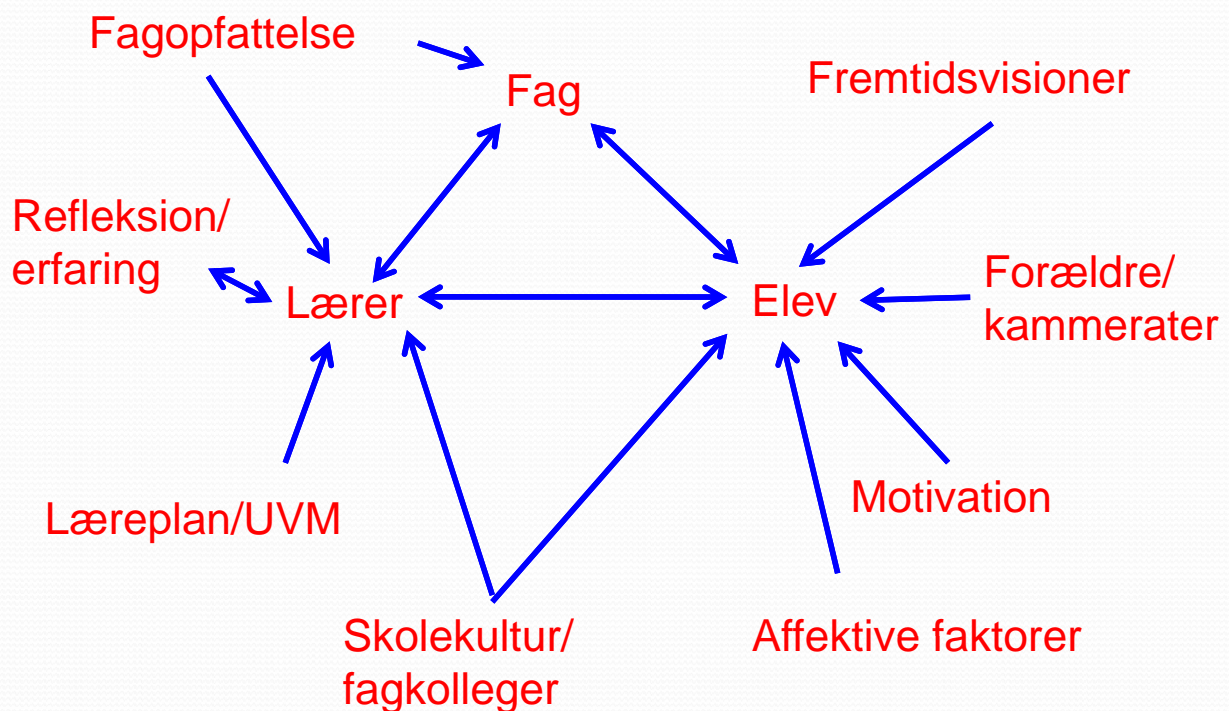 Fagopfattelse
Fag
Fremtidsvisioner
Refleksion/
erfaring
Lærer
Elev
Forældre/
kammerater
Læreplan/UVM
Motivation
Skolekultur/
fagkolleger
Affektive faktorer